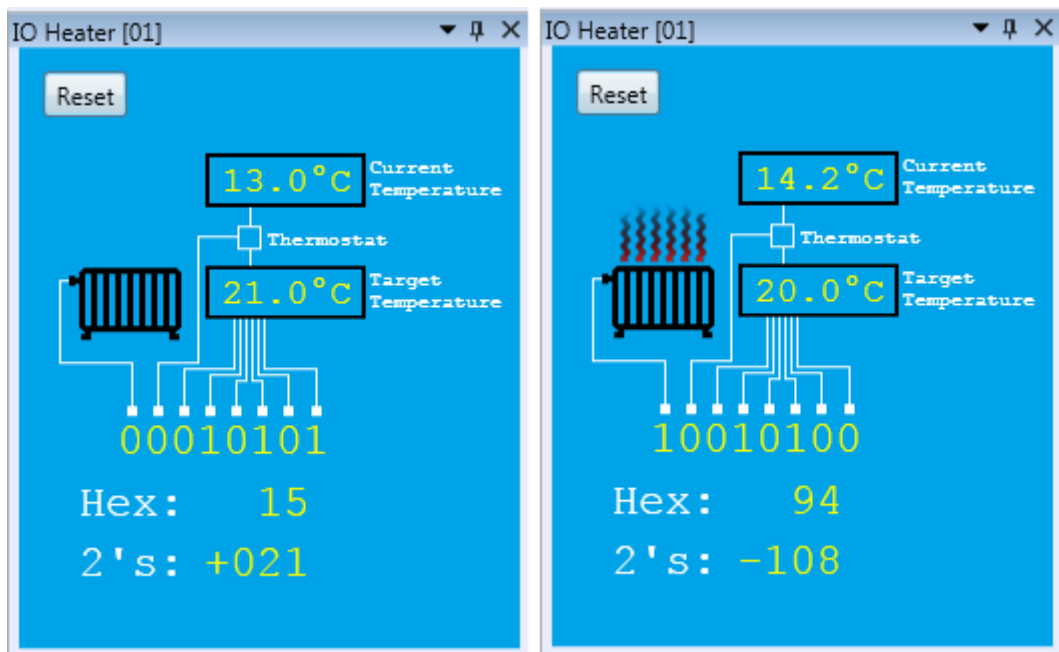 IO Heater [01]
Reset
13.0°C
Current
Temperature
Thermostat
21.0°C
Target
Temperature
00010101
Hex: 15
2's: +021
IO Heater [01]
Reset
14.2°C
Current
Temperature
Thermostat
20.0°C
Target
Temperature
10010100
Hex: 94
2's: -108